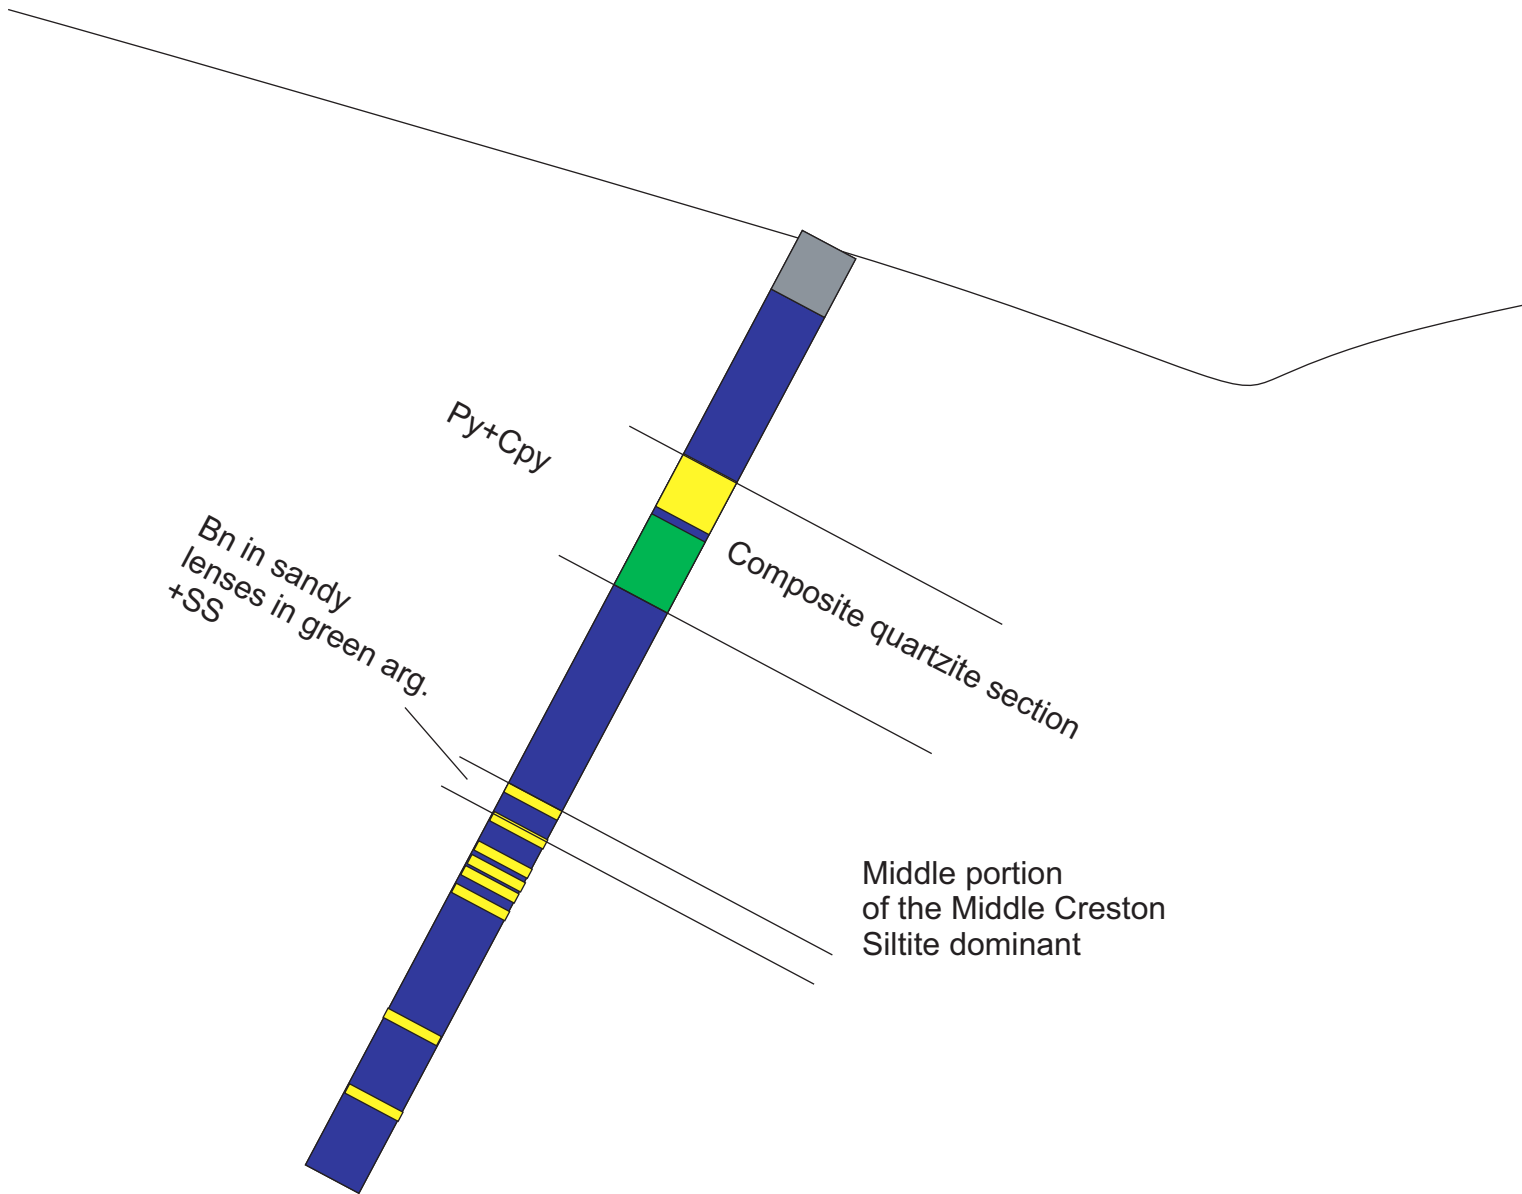 Py+Cpy
Bn in sandy
lenses in green arg.
+SS
Composite quartzite section
Middle portion
of the Middle Creston
Siltite dominant